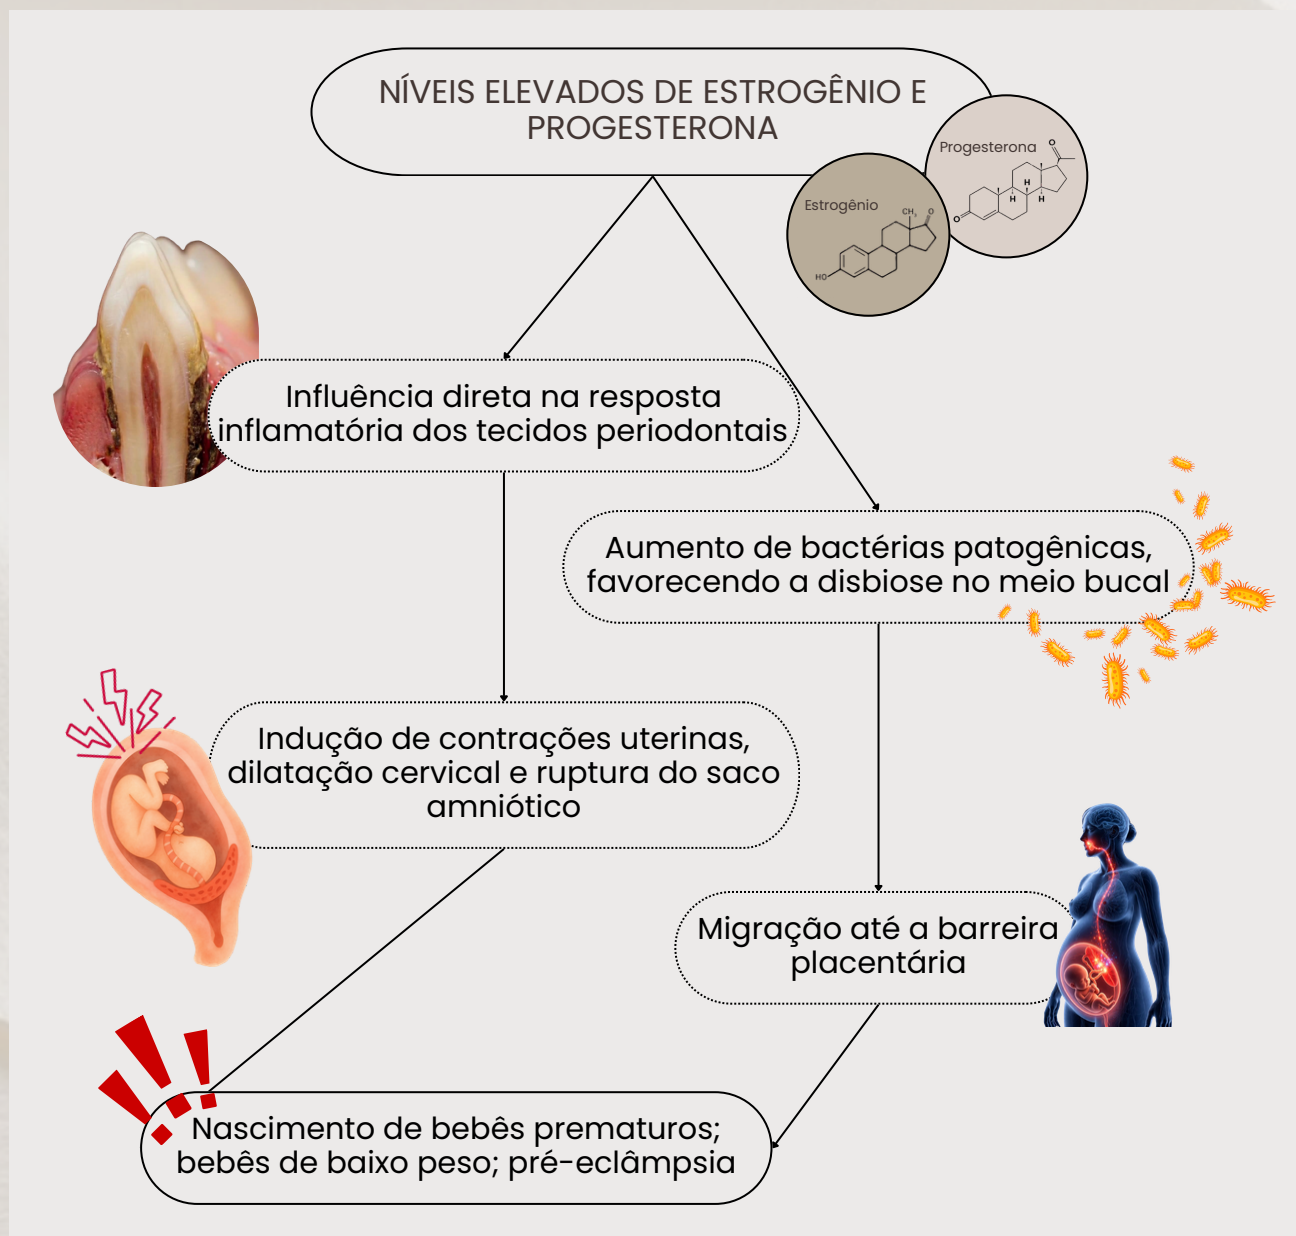 NÍVEIS ELEVADOS DE ESTROGÊNIO E
PROGESTERONA
Progesterona
O
H
H
H
O
Estrogênio
CH3
O
HO
Influência direta na resposta
inflamatória dos tecidos periodontais
Aumento de bactérias patogênicas,
favorecendo a disbiose no meio bucal
Indução de contrações uterinas,
dilatação cervical e ruptura do saco
amniótico
Migração até a barreira
placentária
Nascimento de bebês prematuros;
bebês de baixo peso; pré-eclâmpsia